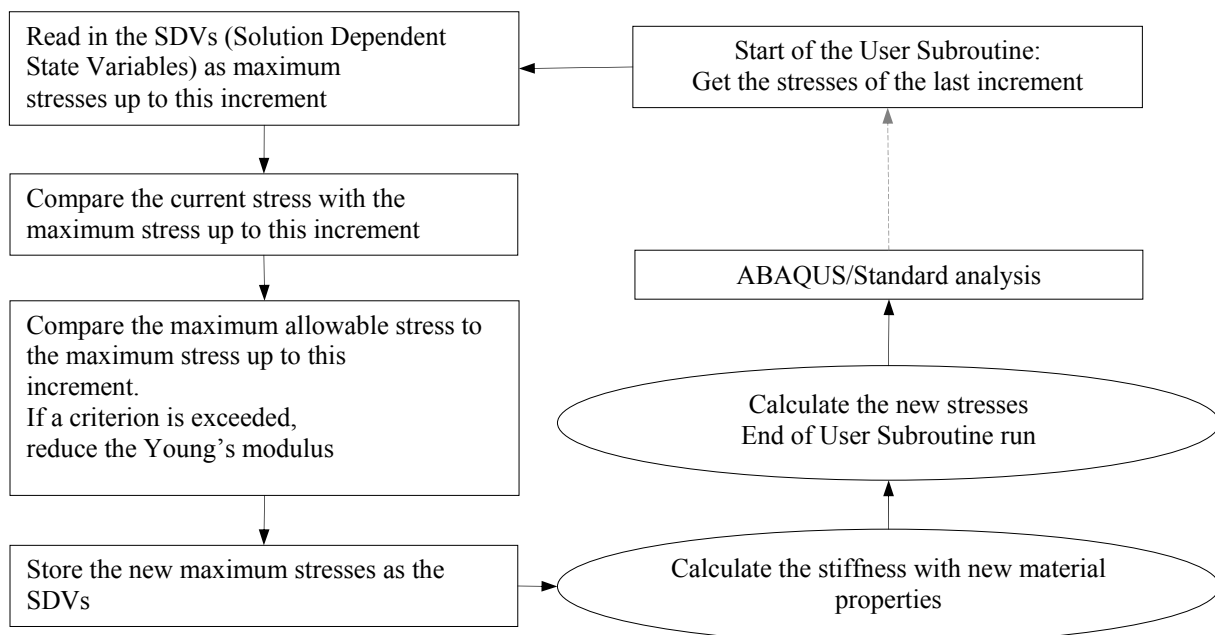 Read in the SDVs (Solution Dependent
State Variables) as maximum
stresses up to this increment
Start of the User Subroutine:
Get the stresses of the last increment
Compare the current stress with the
maximum stress up to this increment
ABAQUS/Standard analysis
Compare the maximum allowable stress to
the maximum stress up to this
increment.
If a criterion is exceeded,
reduce the Young’s modulus
Calculate the new stresses
End of User Subroutine run
Store the new maximum stresses as the
SDVs
Calculate the stiffness with new material
properties